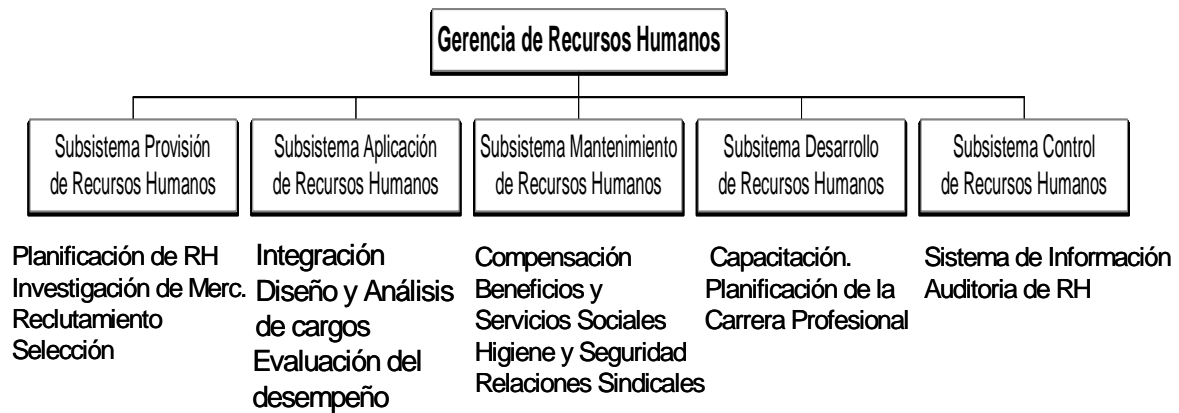 Gerencia de Recursos Humanos
Subsistema Provisión
de Recursos Humanos
Subsistema Aplicación
de Recursos Humanos
Subsistema Mantenimiento
de Recursos Humanos
Subsitema Desarrollo
de Recursos Humanos
Subsistema Control
de Recursos Humanos
Planificación de RH
Investigación de Merc.
Reclutamiento
Selección
Integración
Diseño y Análisis
de cargos
Evaluación del
desempeño
Compensación
Beneficios y
Servicios Sociales
Higiene y Seguridad
Relaciones Sindicales
Capacitación.
Planificación de la
Carrera Profesional
Sistema de Información
Auditoria de RH